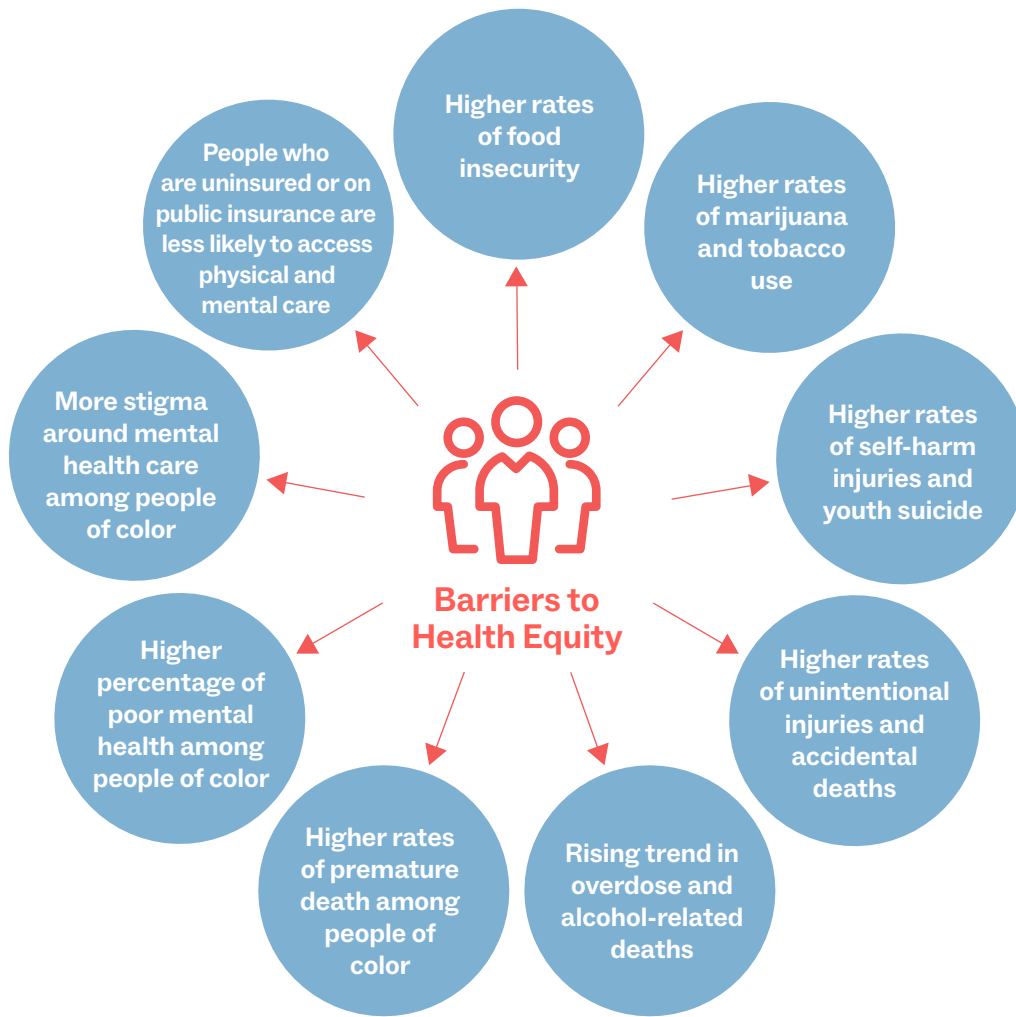 Higher rates
of food
insecurity
Higher rates
of marijuana
and tobacco
use
Higher rates
of self-harm
injuries and
youth suicide
Higher rates
of unintentional
injuries and
accidental
deaths
Rising trend in
overdose and
alcohol-related
deaths
Higher rates
of premature
death among
people of
color
Higher
percentage of
poor mental
health among
people of color
More stigma
around mental
health care
among people
of color
People who
are uninsured or on
public insurance are
less likely to access
physical and
mental care
Barriers to
Health Equity